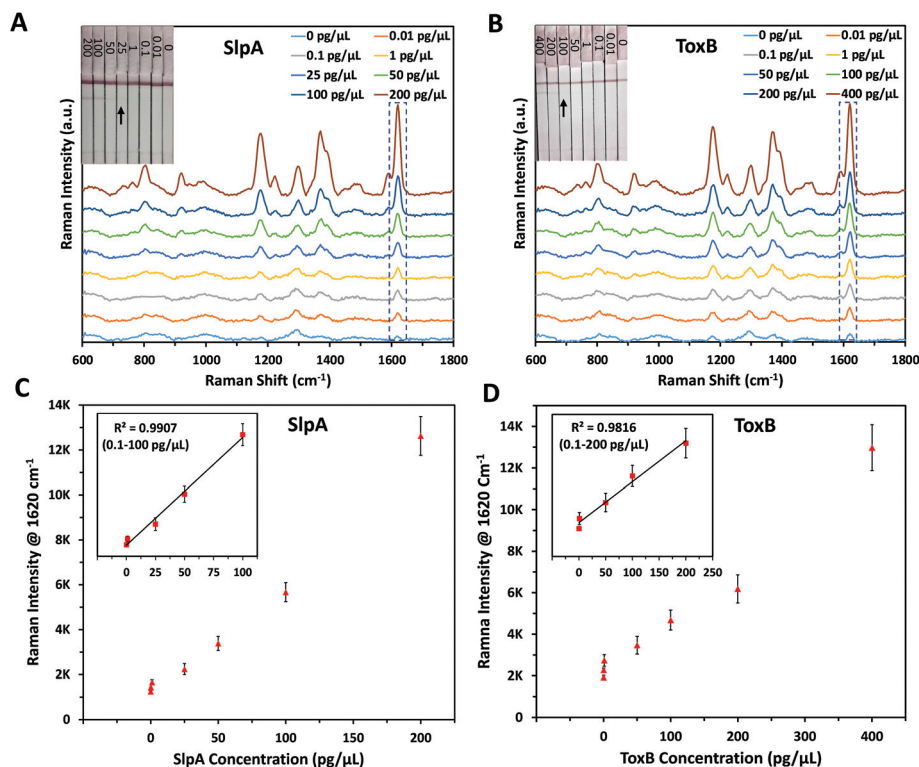 A
SlpA
200
100
50
25
1
0.1
0.01
0
0 pg/µL
0.01 pg/µL
0.1 pg/µL
1 pg/µL
25 pg/µL
50 pg/µL
100 pg/µL
200 pg/µL
Raman Intensity (a.u.)
600 800 1000 1200 1400 1600 1800
Raman Shift (cm-1)
B
ToxB
400
200
100
50
1
0.1
0.01
0
0 pg/µL
0.01 pg/µL
0.1 pg/µL
1 pg/µL
50 pg/µL
100 pg/µL
200 pg/µL
400 pg/µL
Raman Intensity (a.u.)
600 800 1000 1200 1400 1600 1800
Raman Shift (cm-1)
C
SlpA
R² = 0.9907
(0.1-100 pg/µL)
0 25 50 75 100
14K
12K
10K
8K
6K
4K
2K
0
Raman Intensity @ 1620 Cm-1
0 50 100 150 200
SlpA Concentration (pg/µL)
D
ToxB
R² = 0.9816
(0.1-200 pg/µL)
0 50 100 150 200 250
16K
14K
12K
10K
8K
6K
4K
2K
0
Ramna Intensity @ 1620 Cm-1
0 100 200 300 400
ToxB Concentration (pg/µL)